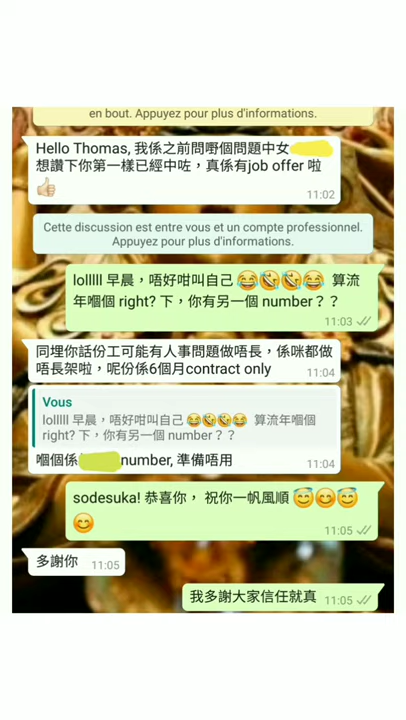 en bout. Appuyez pour plus d'informations.
Hello Thomas, 我係之前問嘢個問題中女
想讚下你第一樣已經中咗，真係有job offer 啦
👍🏻
11:02
Cette discussion est entre vous et un compte professionnel.
Appuyez pour plus d'informations.
lolllll 早晨，唔好咁叫自己 😂🤣🤣😂 算流
年嗰個 right? 下，你有另一個 number？？
11:03
同埋你話份工可能有人事問題做唔長，係咪都做
唔長架啦，呢份係6個月contract only
11:04
Vous
lolllll 早晨，唔好咁叫自己 😂🤣🤣😂 算流年嗰個
right? 下，你有另一個 number？？
嗰個係 number, 準備唔用
11:04
sodesuka! 恭喜你， 祝你一帆風順 😇😊😇
😊
11:05
多謝你 11:05
我多謝大家信任就真 11:05